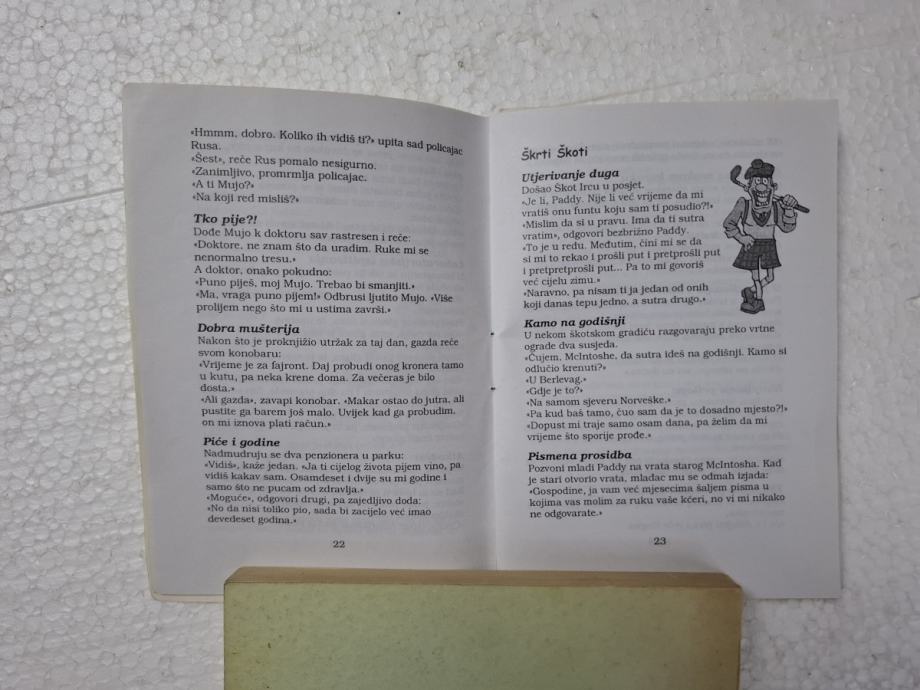 «Hmmm, dobro. Koliko ih vidiš ti?» upita sad policajac
Rusa.
«Šest», reče Rus pomalo nesigurno.
«Zanimljivo, promrmlja policajac.
«A ti Mujo?»
«Na koji red misliš?»
Tko pije?!
Dođe Mujo k doktoru sav rastresen i reče:
«Doktore, ne znam što da uradim. Ruke mi se
nenormalno tresu.»
A doktor, onako pokudno:
«Puno piješ, moj Mujo. Trebao bi smanjiti.»
«Ma, vraga puno pijem!» Odbrusi ljutito Mujo. «Više
prolijem nego što mi u ustima završi.»
Dobra mušterija
Nakon što je proknjižio utržak za taj dan, gazda reče
svom konobaru:
«Vrijeme je za fajront. Daj probudi onog kronera tamo
u kutu, pa neka krene doma. Za večeras je bilo
dosta.»
«Ali gazda», zavapi konobar. «Makar ostao do jutra, ali
pustite ga barem još malo. Uvijek kad ga probudim,
on mi iznova plati račun.»
Piće i godine
Nadmudruju se dva penzionera u parku:
«Vidiš», kaže jedan. «Ja ti cijelog života pijem vino, pa
vidiš kakav sam. Osamdeset i dvije su mi godine i
samo što ne pucam od zdravlja.»
«Moguće», odgovori drugi, pa zajedljivo doda:
«No da nisi toliko pio, sada bi zacijelo već imao
devedeset godina.»
22
Škrti Škoti
Utjerivanje duga
Došao Škot Ircu u posjet.
«Je li, Paddy. Nije li već vrijeme da mi
vratiš onu funtu koju sam ti posudio?!»
«Mislim da si u pravu. Ima da ti sutra
vratim», odgovori bezbrižno Paddy.
«To je u redu. Međutim, čini mi se da
si mi to rekao i prošli put i pretprošli put
i pretpretprošli put... Pa to mi govoriš
već cijelu zimu.»
«Naravno, pa nisam ti ja jedan od onih
koji danas tepu jedno, a sutra drugo.»
Kamo na godišnji
U nekom škotskom gradiću razgovaraju preko vrtne
ograde dva susjeda.
«Čujem, McIntoshe, da sutra ideš na godišnji. Kamo si
odlučio krenuti?»
«U Berlevag.»
«Gdje je to?»
«Na samom sjeveru Norveške.»
«Pa kud baš tamo, čuo sam da je to dosadno mjesto?!»
«Dopust mi traje samo osam dana, pa želim da mi
vrijeme što sporije prođe.»
Pismena prosidba
Pozvoni mladi Paddy na vrata starog McIntosha. Kad
je stari otvorio vrata, mladac mu se odmah izjada:
«Gospodine, ja vam već mjesecima šaljem pisma u
kojima vas molim za ruku vaše kćeri, no vi mi nikako
ne odgovarate.»
23